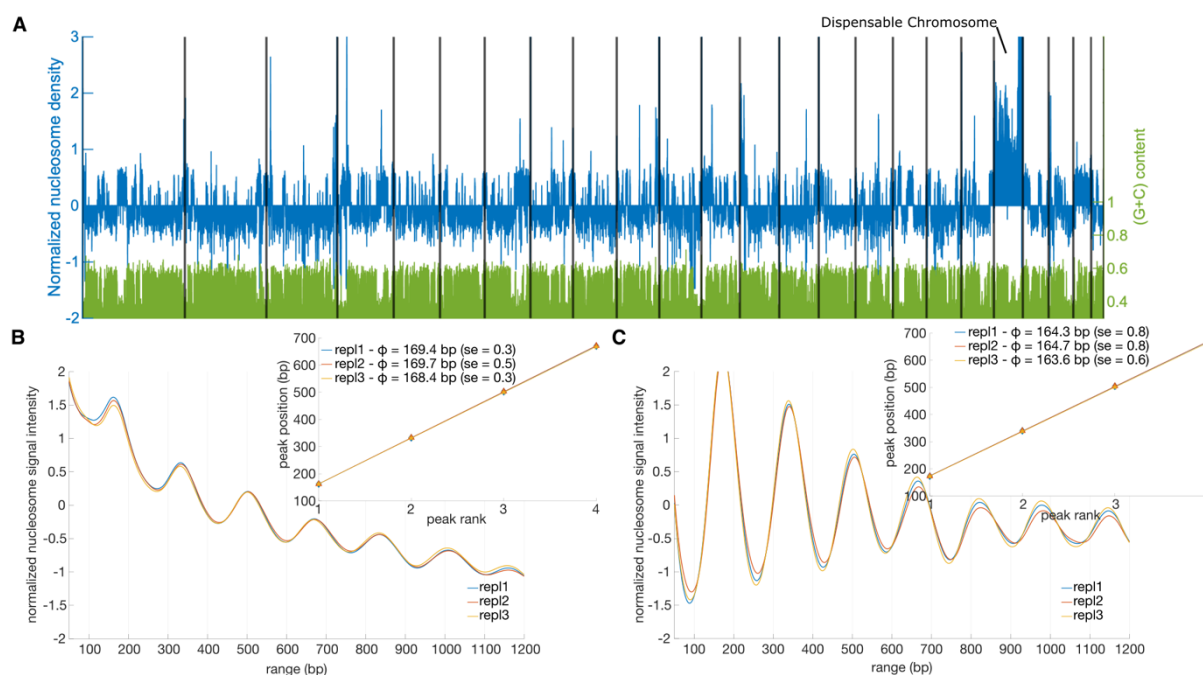 A
Dispensable Chromosome
Normalized nucleosome density
3
2
1
0
-1
-2
(G+C) content
1
0.8
0.6
0.4
B
normalized nucleosome signal intensity
2
1.5
1
0.5
0
-0.5
-1
-1.5
-2
100 200 300 400 500 600 700 800 900 1000 1100 1200
range (bp)
repl1
repl2
repl3
peak position (bp)
700
600
500
400
300
200
100
1 2 3 4
peak rank
repl1 - ϕ = 169.4 bp (se = 0.3)
repl2 - ϕ = 169.7 bp (se = 0.5)
repl3 - ϕ = 168.4 bp (se = 0.3)
C
normalized nucleosome signal intensity
2
1.5
1
0.5
0
-0.5
-1
-1.5
-2
100 200 300 400 500 600 700 800 900 1000 1100 1200
range (bp)
repl1
repl2
repl3
peak position (bp)
700
600
500
400
300
200
100
1 2 3
peak rank
repl1 - ϕ = 164.3 bp (se = 0.8)
repl2 - ϕ = 164.7 bp (se = 0.8)
repl3 - ϕ = 163.6 bp (se = 0.6)